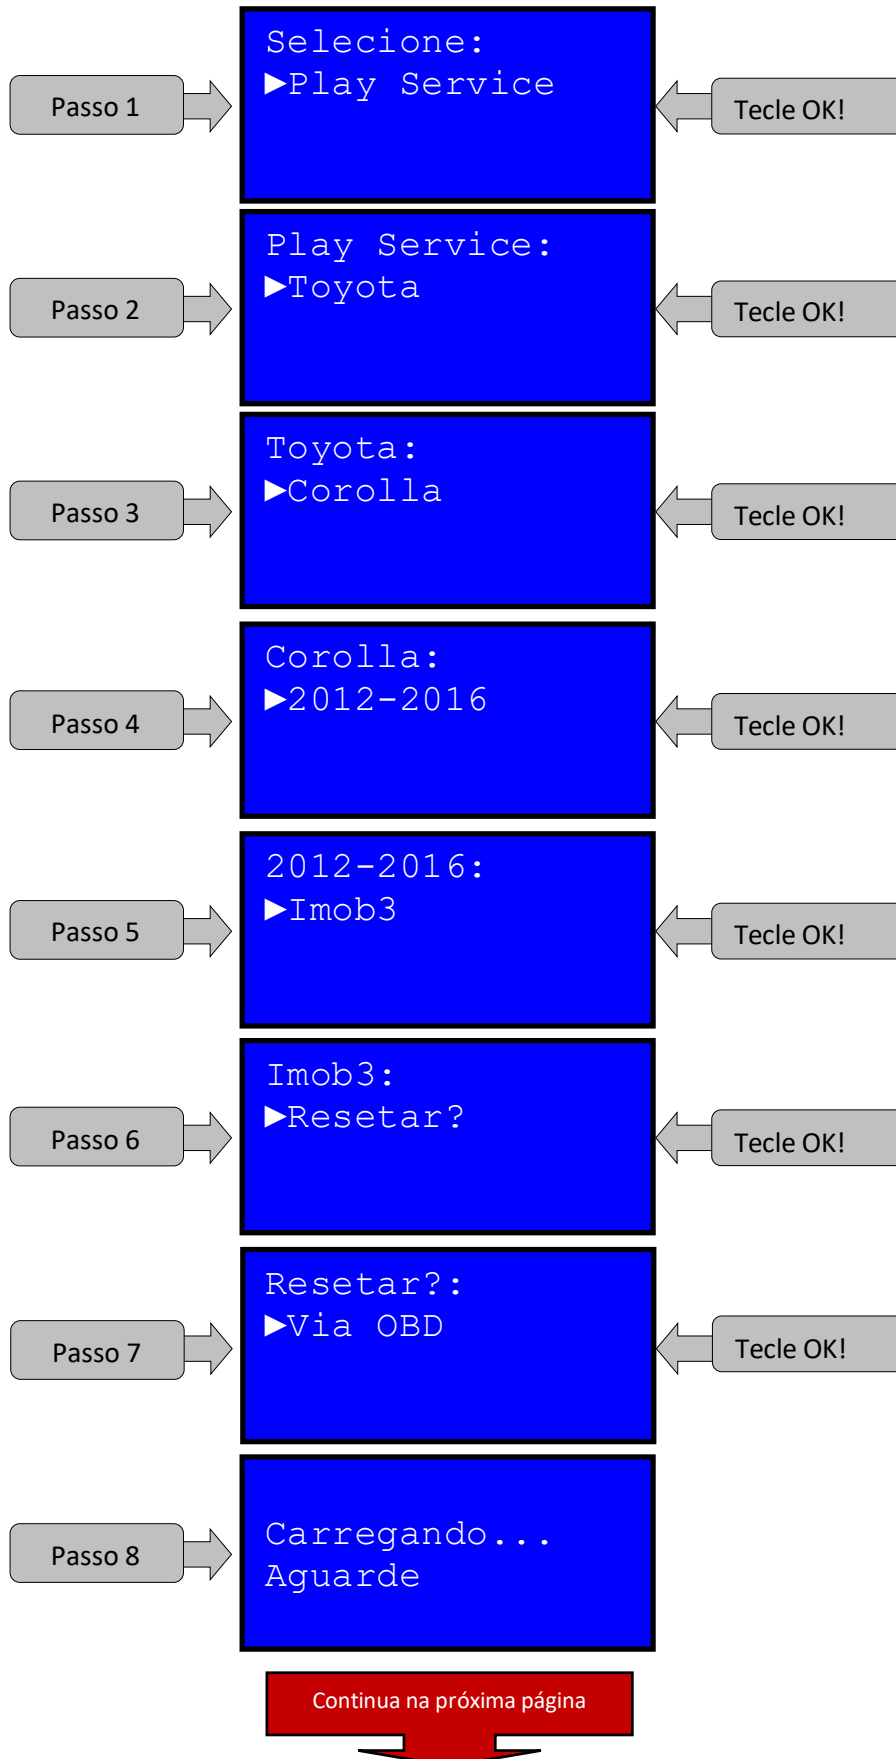 Selecione:
►Play Service
Passo 1
Tecle OK!
Play Service:
►Toyota
Passo 2
Tecle OK!
Toyota:
►Corolla
Passo 3
Tecle OK!
Corolla:
►2012-2016
Passo 4
Tecle OK!
2012-2016:
►Imob3
Passo 5
Tecle OK!
Imob3:
►Resetar?
Passo 6
Tecle OK!
Resetar?:
►Via OBD
Passo 7
Tecle OK!
Carregando...
Aguarde
Passo 8
Continua na próxima página